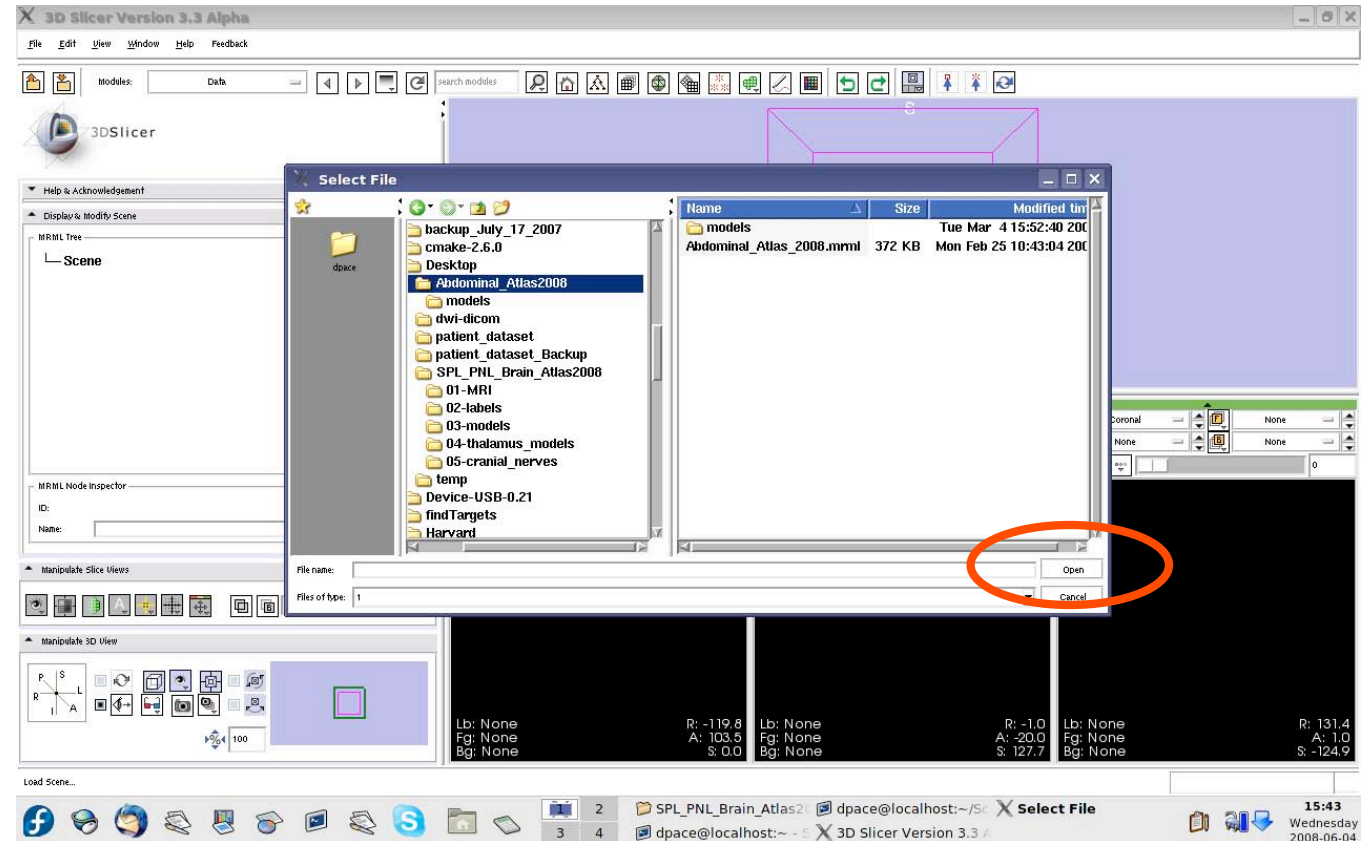 3D Slicer Version 3.3 Alpha
File Edit View Window Help Feedback
Modules: Data search modules
3DSlicer
S
Help & Acknowledgement
Display & Modify Scene
MRML Tree
Scene
MRML Node Inspector
ID:
Name:
Select File
dpace
backup_July_17_2007
cmake-2.6.0
Desktop
Abdominal_Atlas2008
models
dwi-dicom
patient_dataset
patient_dataset_Backup
SPL_PNL_Brain_Atlas2008
01-MRI
02-labels
03-models
04-thalamus_models
05-cranial_nerves
temp
Device-USB-0.21
findTargets
Harvard
Name Size Modified tim
models Tue Mar 4 15:52:40 200
Abdominal_Atlas_2008.mrml 372 KB Mon Feb 25 10:43:04 200
File name: Open
Files of type: 1 Cancel
Coronal F None
None B None
0
Manipulate Slice Views
A B
Manipulate 3D View
P S
R L
I A
% 100
Lb: None R: -119.8
Fg: None A: 103.5
Bg: None S: 0.0
Lb: None R: -1.0
Fg: None A: -20.0
Bg: None S: 127.7
Lb: None R: 131.4
Fg: None A: 1.0
Bg: None S: -124.9
Load Scene...
1 2 SPL_PNL_Brain_Atlas2 dpace@localhost:~/S Select File
3 4 dpace@localhost:~ - S 3D Slicer Version 3.3 A
15:43
Wednesday
2008-06-04